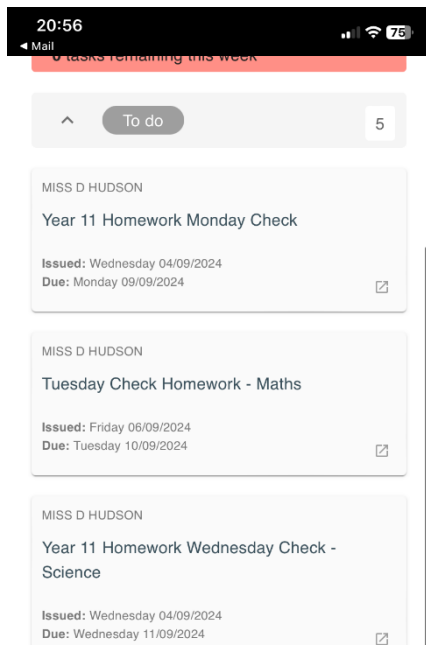 20:56
75
◀ Mail
tasks remaining this week
To do
5
MISS D HUDSON
Year 11 Homework Monday Check
Issued: Wednesday 04/09/2024
Due: Monday 09/09/2024
MISS D HUDSON
Tuesday Check Homework - Maths
Issued: Friday 06/09/2024
Due: Tuesday 10/09/2024
MISS D HUDSON
Year 11 Homework Wednesday Check -
Science
Issued: Wednesday 04/09/2024
Due: Wednesday 11/09/2024